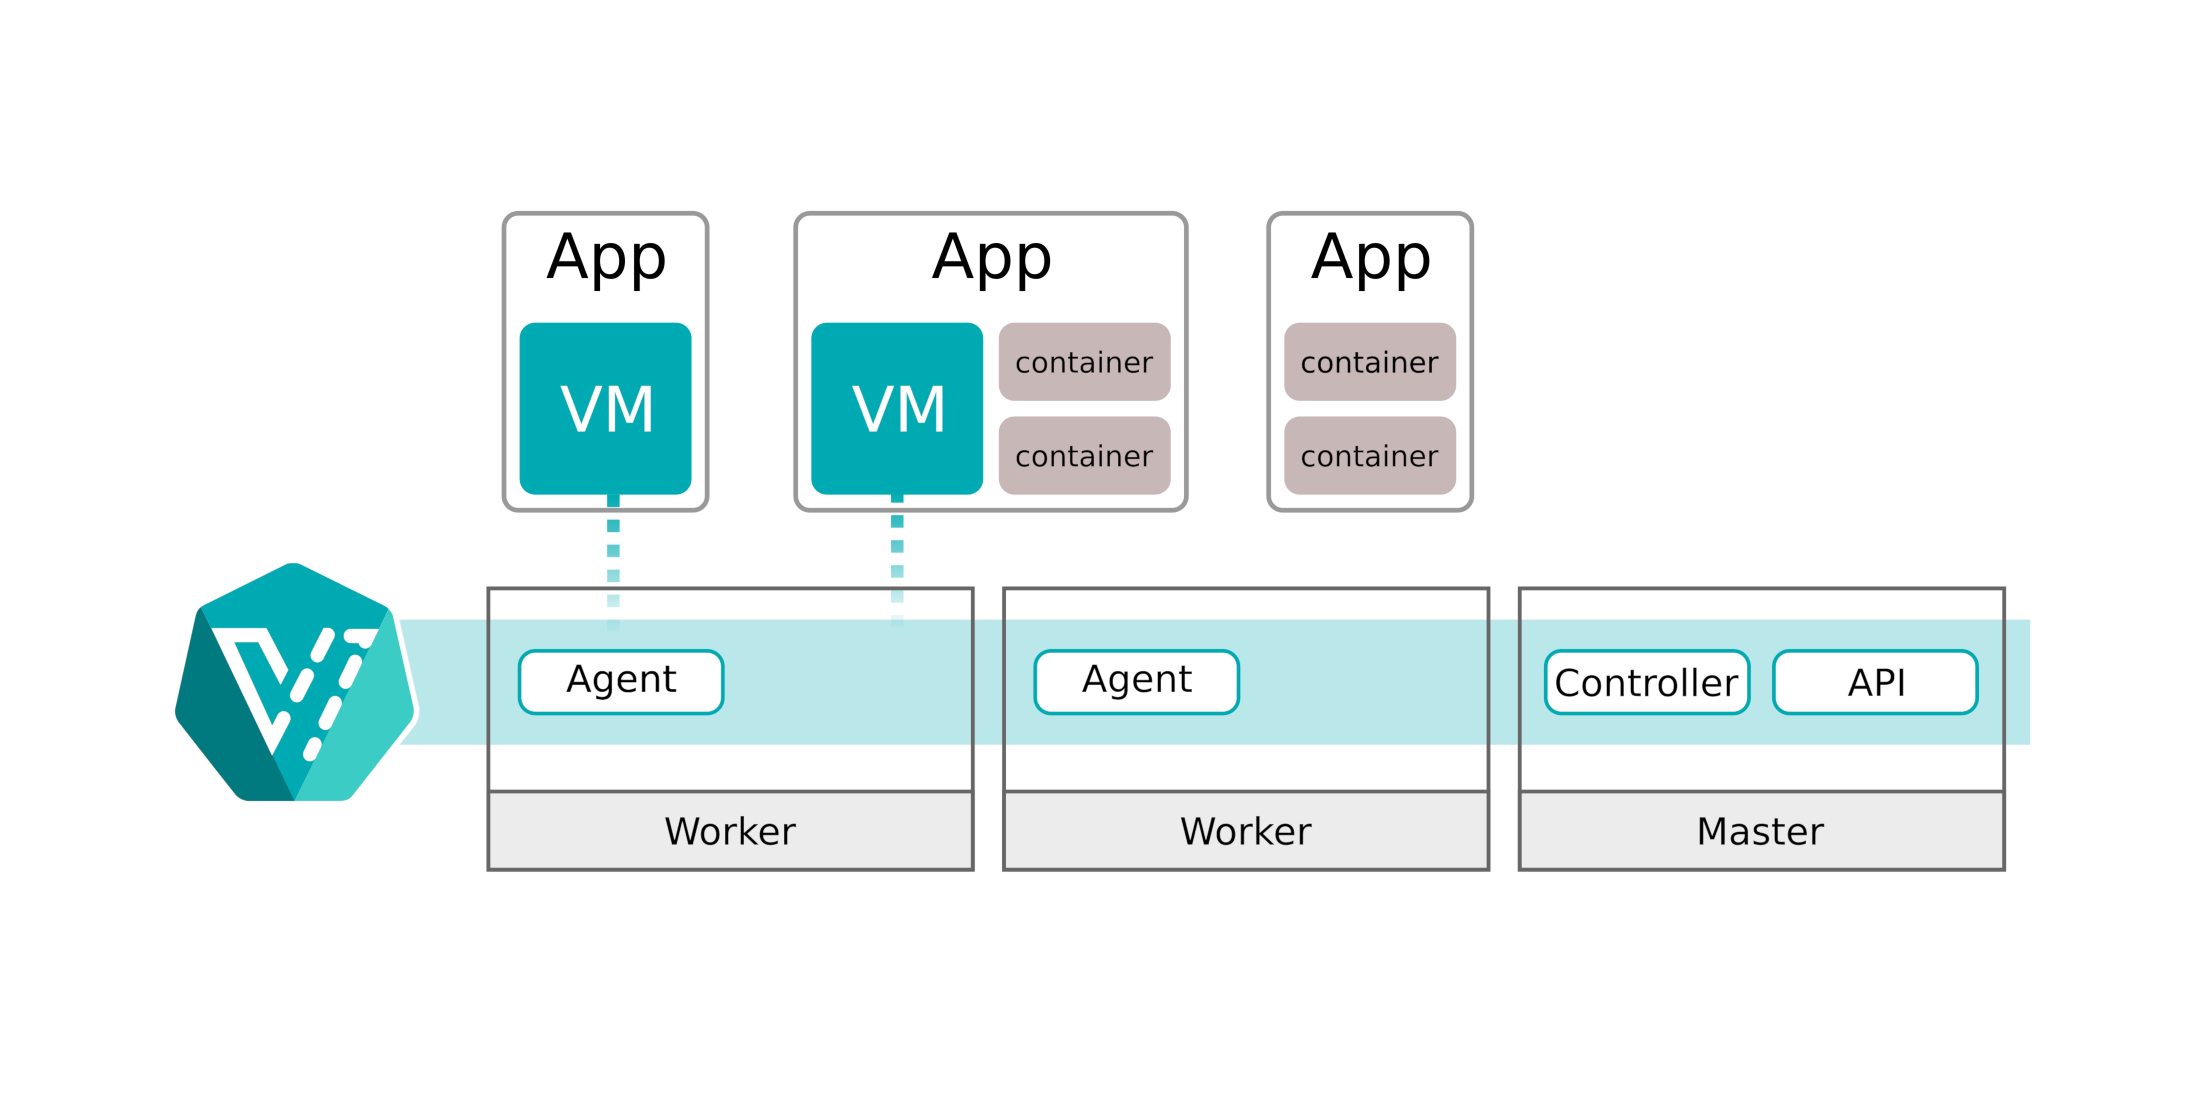 App
VM
App
VM
container
container
App
container
container
Agent
Worker
Agent
Worker
Controller
API
Master